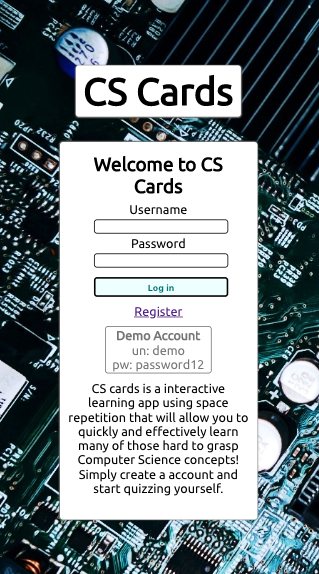 CS Cards
Welcome to CS
Cards
Username
Password
Log in
Register
Demo Account
un: demo
pw: password12
CS cards is a interactive
learning app using space
repetition that will allow you to
quickly and effectively learn
many of those hard to grasp
Computer Science concepts!
Simply create a account and
start quizzing yourself.